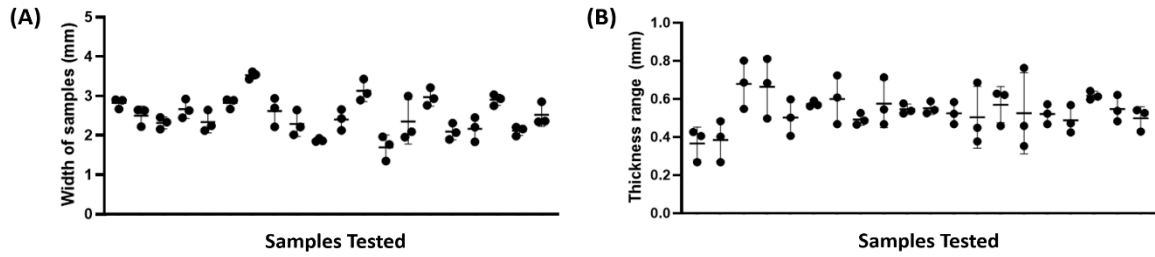 (A)
Width of samples (mm)
5
4
3
2
1
0
Samples Tested
(B)
Thickness range (mm)
1.0
0.8
0.6
0.4
0.2
0.0
Samples Tested